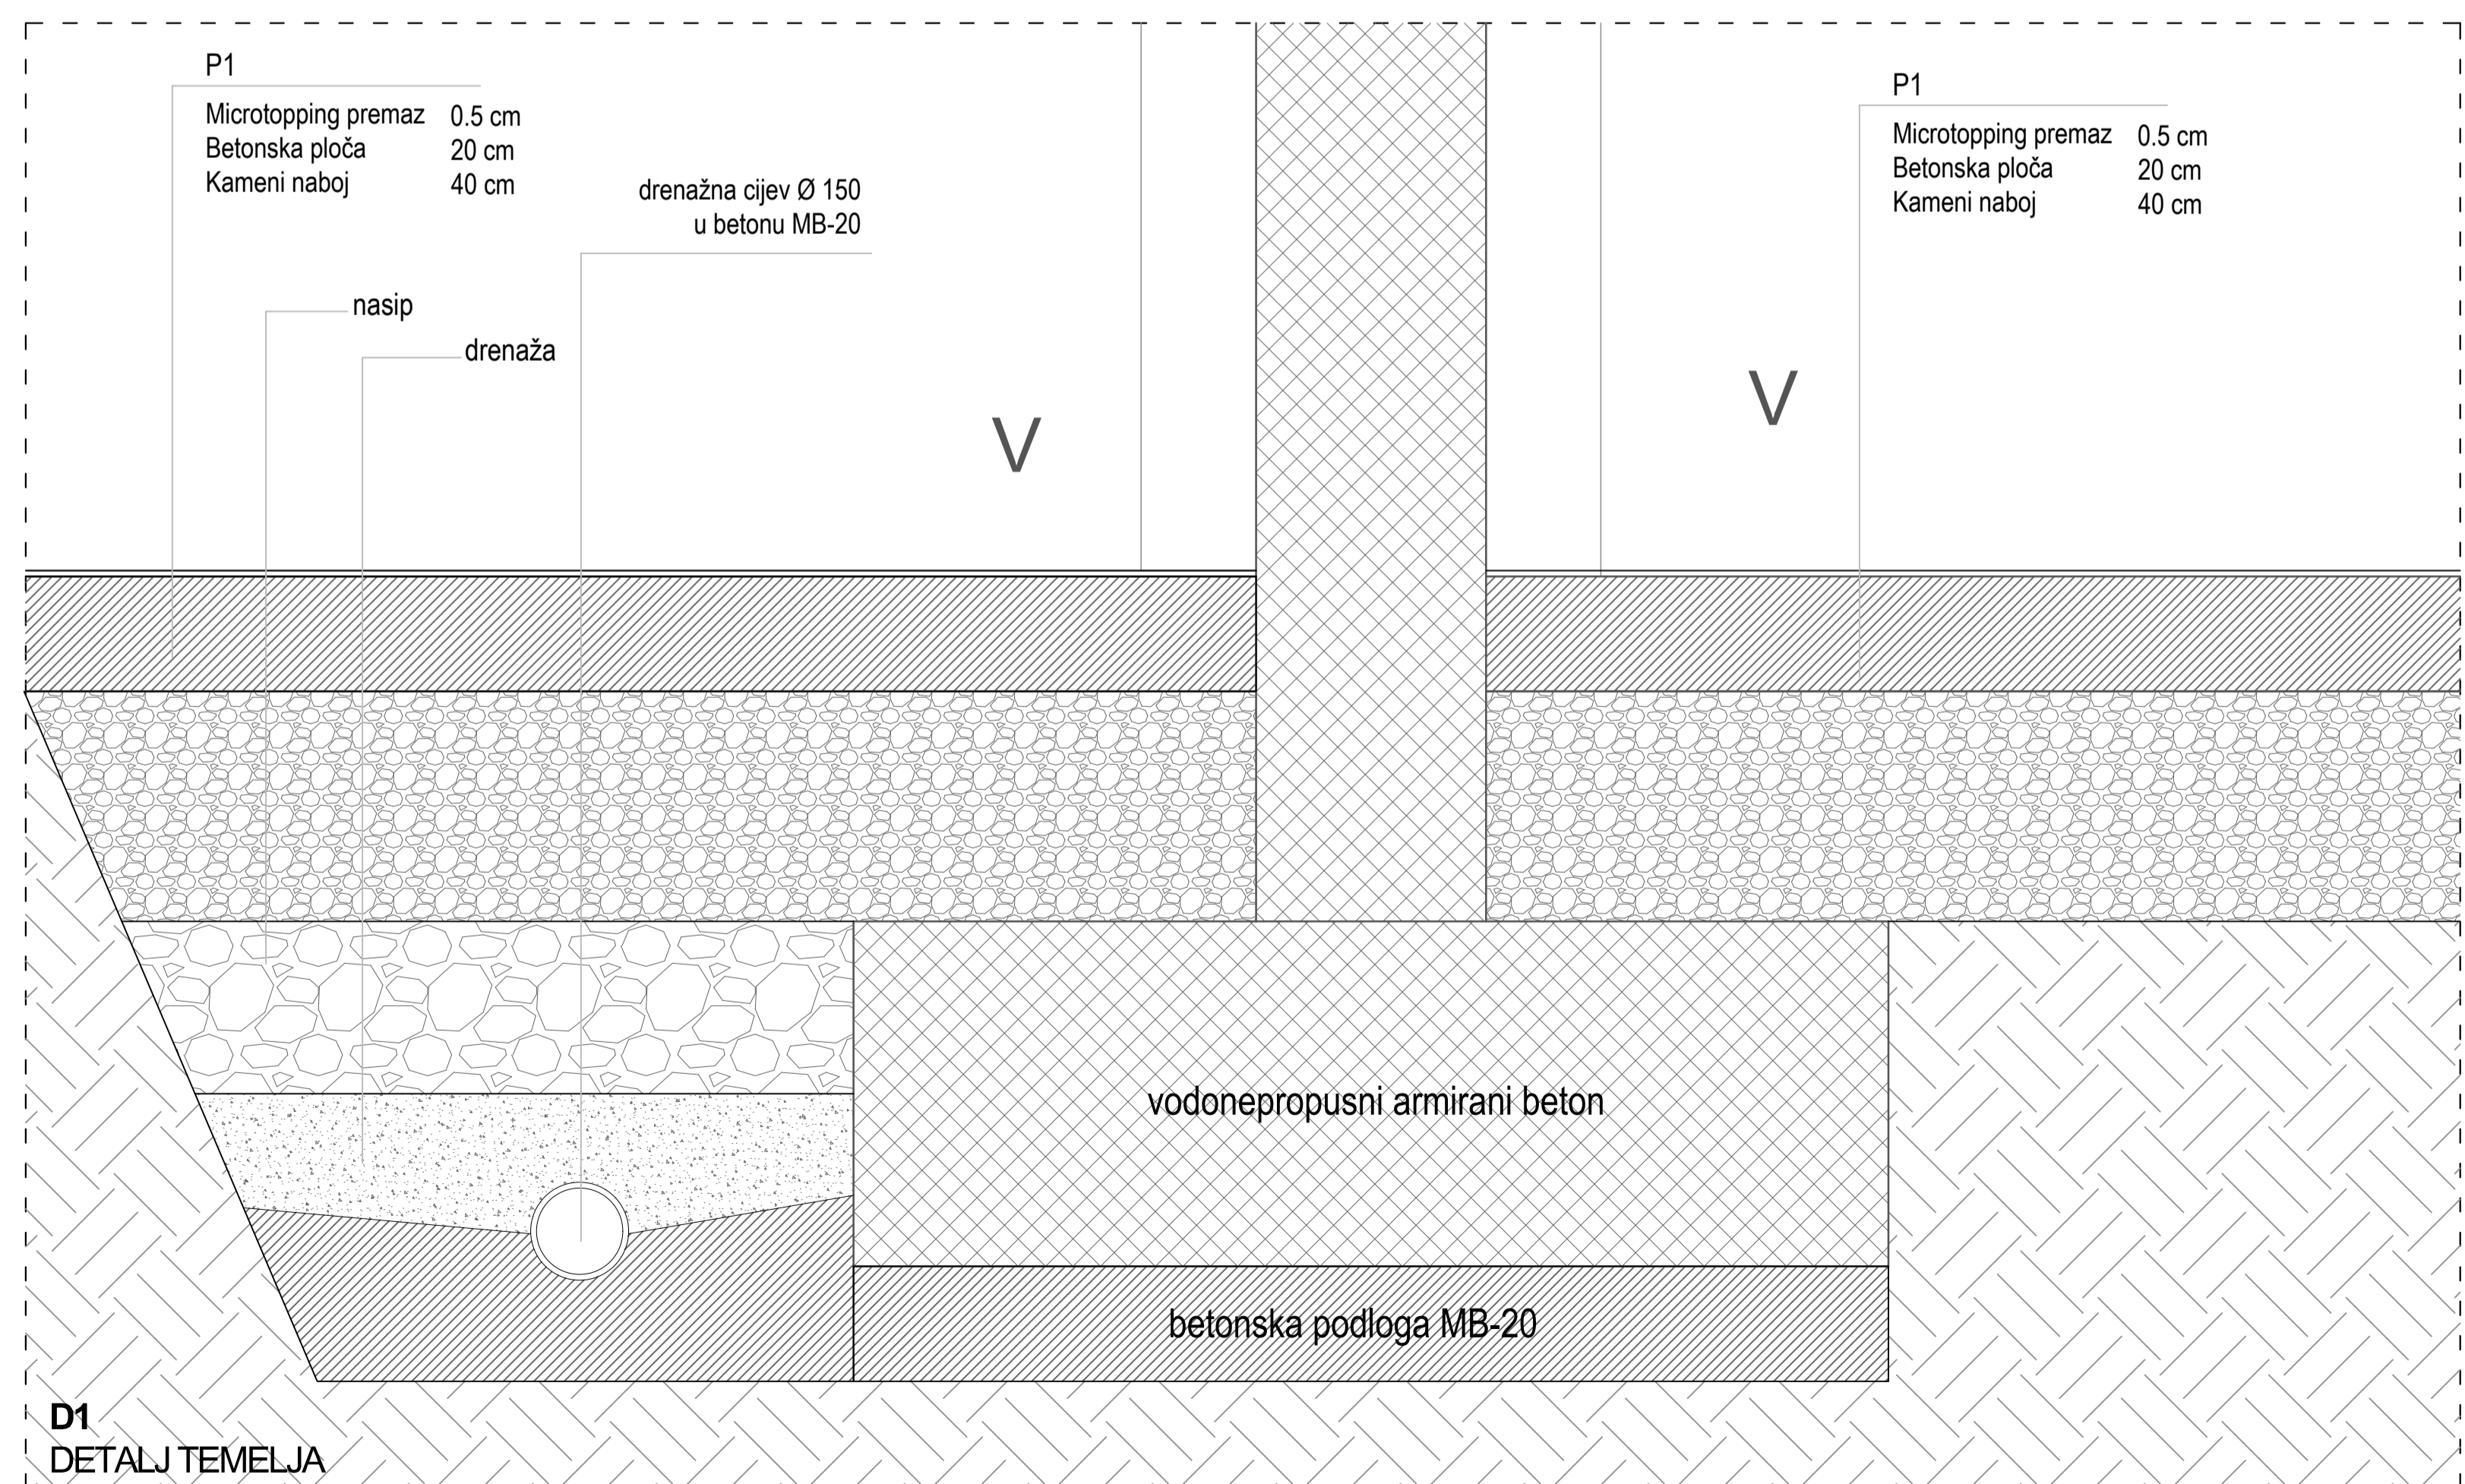 P1
Microtopping premaz 0.5 cm
Betonska ploča 20 cm
Kameni naboj 40 cm
drenažna cijev Ø 150
u betonu MB-20
nasip
drenaža
V
P1
Microtopping premaz 0.5 cm
Betonska ploča 20 cm
Kameni naboj 40 cm
V
vodonepropusni armirani beton
betonska podloga MB-20
D1
DETALJ TEMELJA